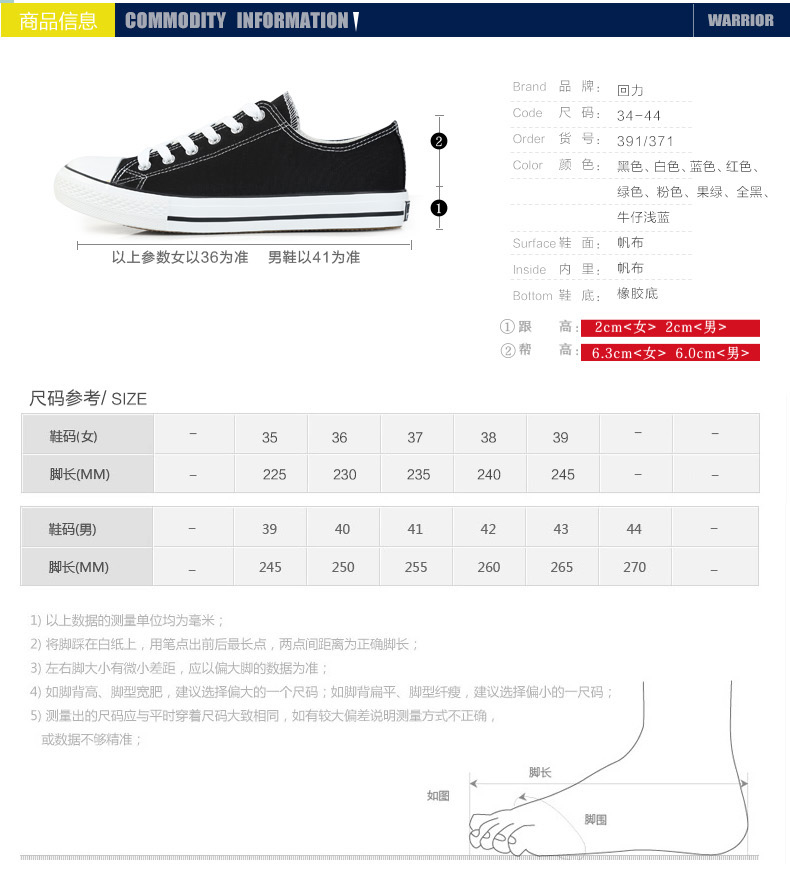 商品信息 COMMODITY INFORMATION WARRIOR
Brand 品 牌: 回力
Code 尺 码: 34-44
Order 货 号: 391/371
Color 颜 色: 黑色、白色、蓝色、红色、
绿色、粉色、果绿、全黑、
牛仔浅蓝
Surface 鞋 面: 帆布
Inside 内 里: 帆布
Bottom 鞋 底: 橡胶底
① 跟 高: 2cm<女> 2cm<男>
② 帮 高: 6.3cm<女> 6.0cm<男>
2
1
以上参数女以36为准 男鞋以41为准
尺码参考/ SIZE
鞋码(女) – 35 36 37 38 39 – –
脚长(MM) – 225 230 235 240 245 – –
鞋码(男) – 39 40 41 42 43 44 –
脚长(MM) – 245 250 255 260 265 270 –
1) 以上数据的测量单位均为毫米；
2) 将脚踩在白纸上，用笔点出前后最长点，两点间距离为正确脚长；
3) 左右脚大小有微小差距，应以偏大脚的数据为准；
4) 如脚背高、脚型宽肥，建议选择偏大的一个尺码；如脚背扁平、脚型纤瘦，建议选择偏小的一尺码；
5) 测量出的尺码应与平时穿着尺码大致相同，如有较大偏差说明测量方式不正确，
或数据不够精准；
脚长
如图
脚围